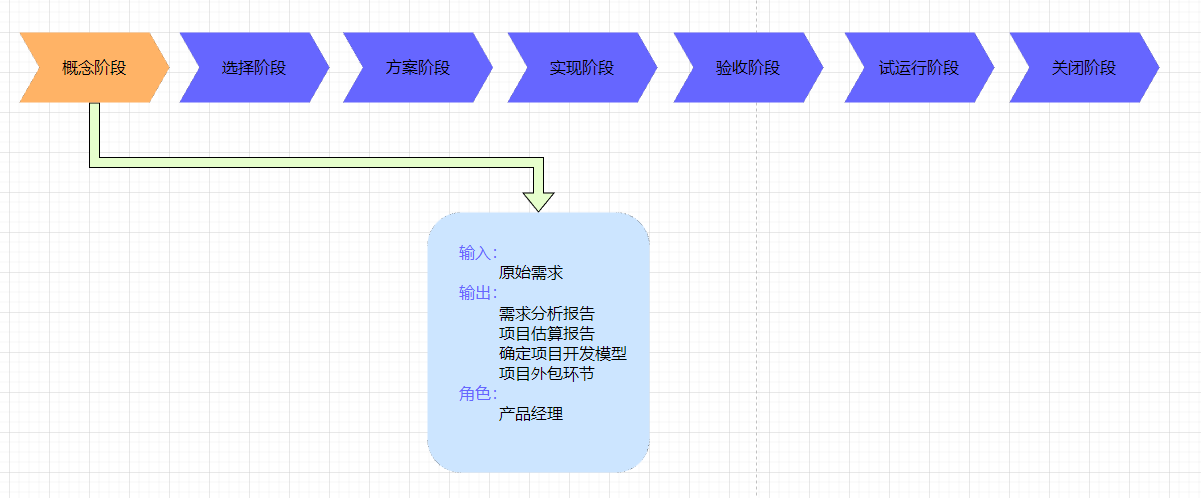 概念阶段
选择阶段
方案阶段
实现阶段
验收阶段
试运行阶段
关闭阶段
输入：
原始需求
输出：
需求分析报告
项目估算报告
确定项目开发模型
项目外包环节
角色：
产品经理